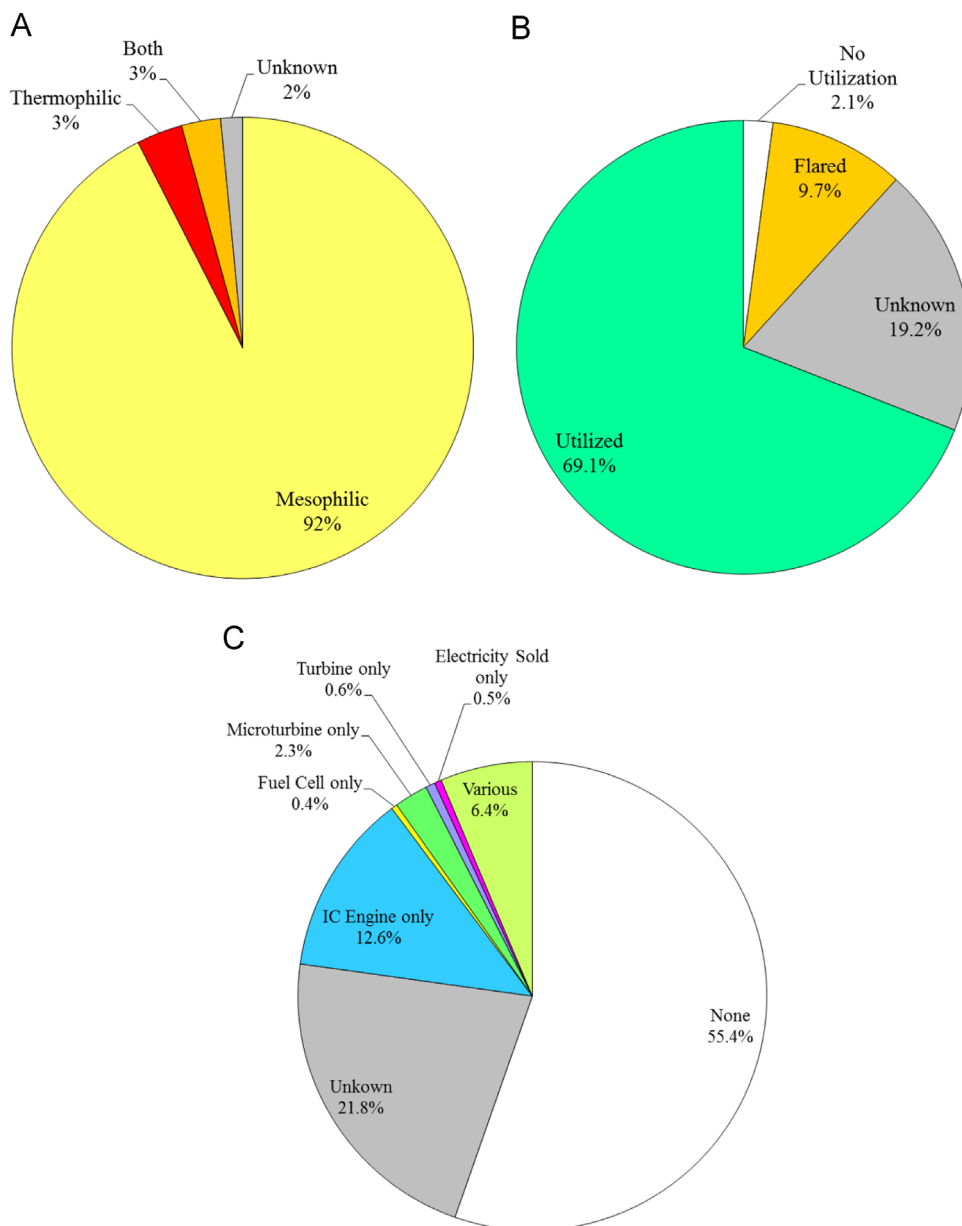 A
Both
3%
Unknown
2%
Thermophilic
3%
Mesophilic
92%
B
No
Utilization
2.1%
Flared
9.7%
Unknown
19.2%
Utilized
69.1%
C
Electricity Sold
only
0.5%
Turbine only
0.6%
Microturbine only
2.3%
Fuel Cell only
0.4%
Various
6.4%
IC Engine only
12.6%
None
55.4%
Unkown
21.8%